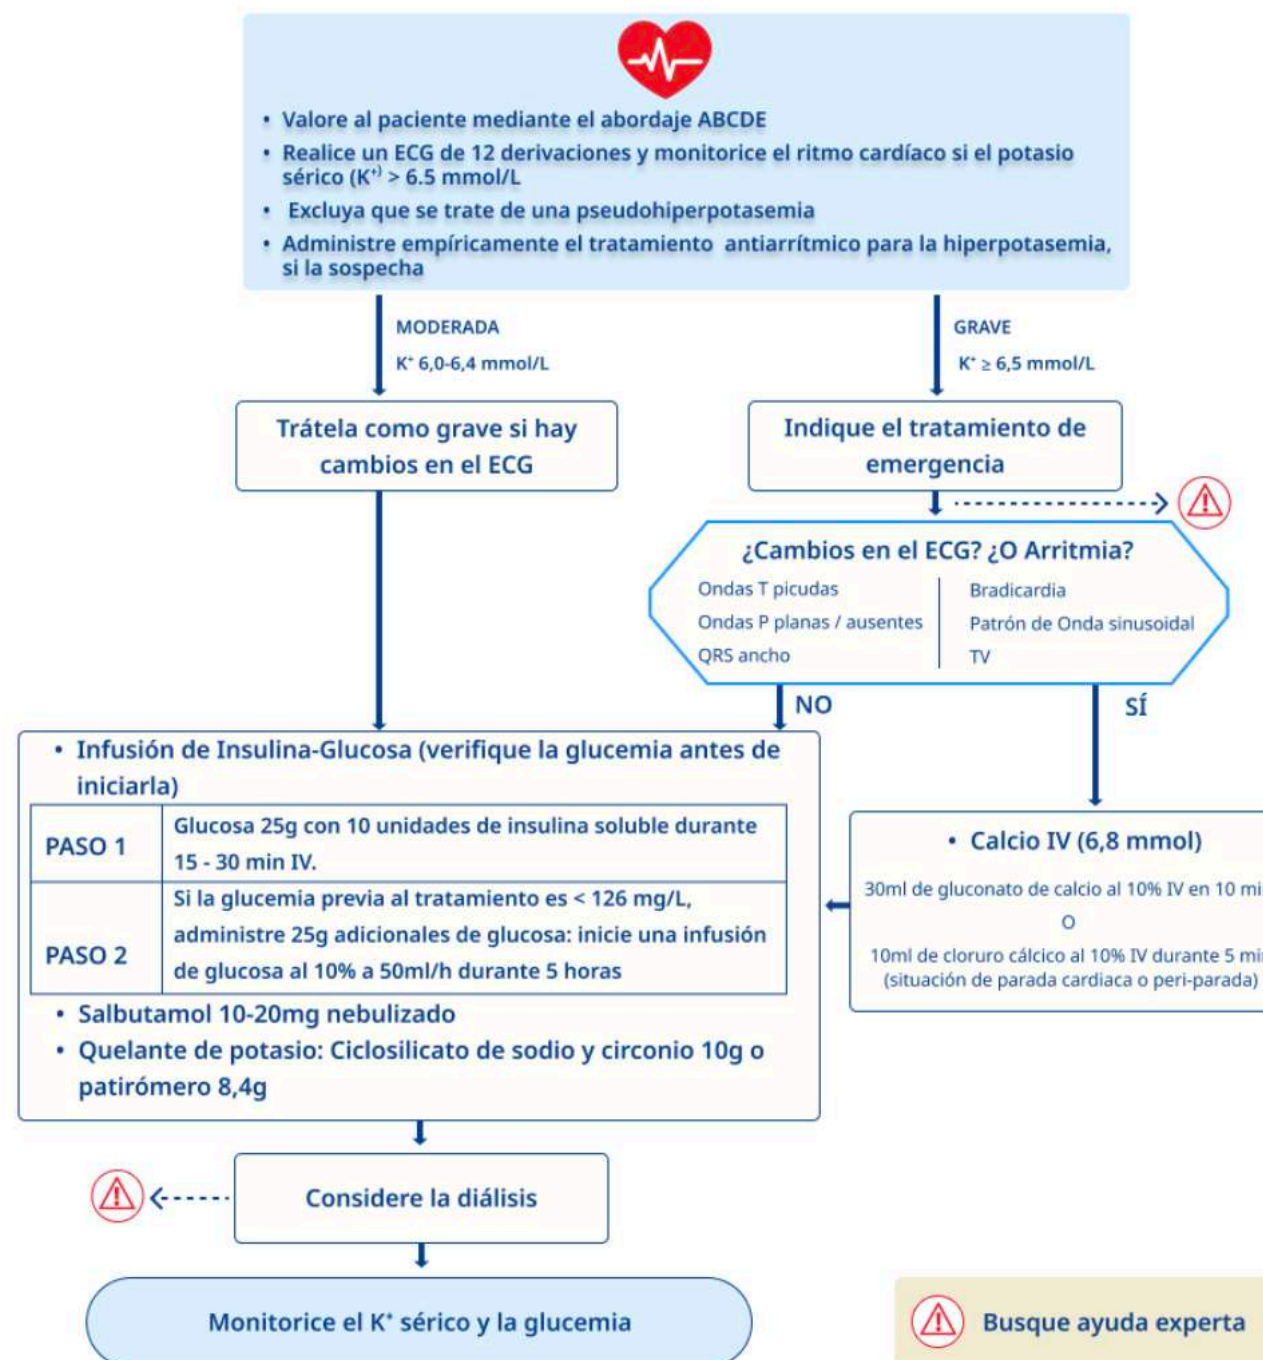 • Valore al paciente mediante el abordaje ABCDE
• Realice un ECG de 12 derivaciones y monitorice el ritmo cardíaco si el potasio
sérico (K⁺⁾ > 6.5 mmol/L
• Excluya que se trate de una pseudohiperpotasemia
• Administre empíricamente el tratamiento antiarrítmico para la hiperpotasemia,
si la sospecha
MODERADA
K⁺ 6,0-6,4 mmol/L
GRAVE
K⁺ ≥ 6,5 mmol/L
Trátela como grave si hay
cambios en el ECG
Indique el tratamiento de
emergencia
¿Cambios en el ECG? ¿O Arritmia?
Ondas T picudas
Ondas P planas / ausentes
QRS ancho
Bradicardia
Patrón de Onda sinusoidal
TV
NO
SÍ
• Infusión de Insulina-Glucosa (verifique la glucemia antes de
iniciarla)
PASO 1
Glucosa 25g con 10 unidades de insulina soluble durante
15 - 30 min IV.
PASO 2
Si la glucemia previa al tratamiento es < 126 mg/L,
administre 25g adicionales de glucosa: inicie una infusión
de glucosa al 10% a 50ml/h durante 5 horas
• Salbutamol 10-20mg nebulizado
• Quelante de potasio: Ciclosilicato de sodio y circonio 10g o
patirómero 8,4g
• Calcio IV (6,8 mmol)
30ml de gluconato de calcio al 10% IV en 10 mi
O
10ml de cloruro cálcico al 10% IV durante 5 mi
(situación de parada cardiaca o peri-parada)
Considere la diálisis
Monitorice el K⁺ sérico y la glucemia
Busque ayuda experta